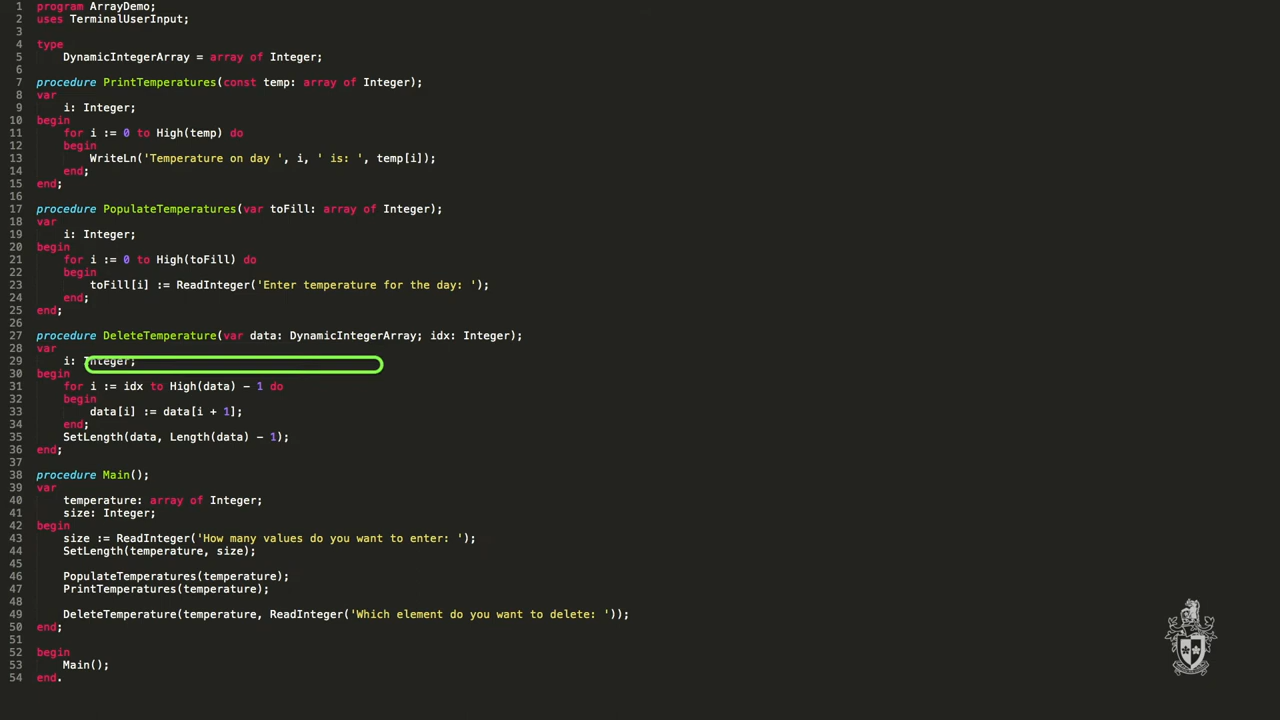 1 program ArrayDemo;
2 uses TerminalUserInput;
3
4 type
5 DynamicIntegerArray = array of Integer;
6
7 procedure PrintTemperatures(const temp: array of Integer);
8 var
9 i: Integer;
10 begin
11 for i := 0 to High(temp) do
12 begin
13 WriteLn('Temperature on day ', i, ' is: ', temp[i]);
14 end;
15 end;
16
17 procedure PopulateTemperatures(var toFill: array of Integer);
18 var
19 i: Integer;
20 begin
21 for i := 0 to High(toFill) do
22 begin
23 toFill[i] := ReadInteger('Enter temperature for the day: ');
24 end;
25 end;
26
27 procedure DeleteTemperature(var data: DynamicIntegerArray; idx: Integer);
28 var
29 i: Integer;
30 begin
31 for i := idx to High(data) - 1 do
32 begin
33 data[i] := data[i + 1];
34 end;
35 SetLength(data, Length(data) - 1);
36 end;
37
38 procedure Main();
39 var
40 temperature: array of Integer;
41 size: Integer;
42 begin
43 size := ReadInteger('How many values do you want to enter: ');
44 SetLength(temperature, size);
45
46 PopulateTemperatures(temperature);
47 PrintTemperatures(temperature);
48
49 DeleteTemperature(temperature, ReadInteger('Which element do you want to delete: '));
50 end;
51
52 begin
53 Main();
54 end.